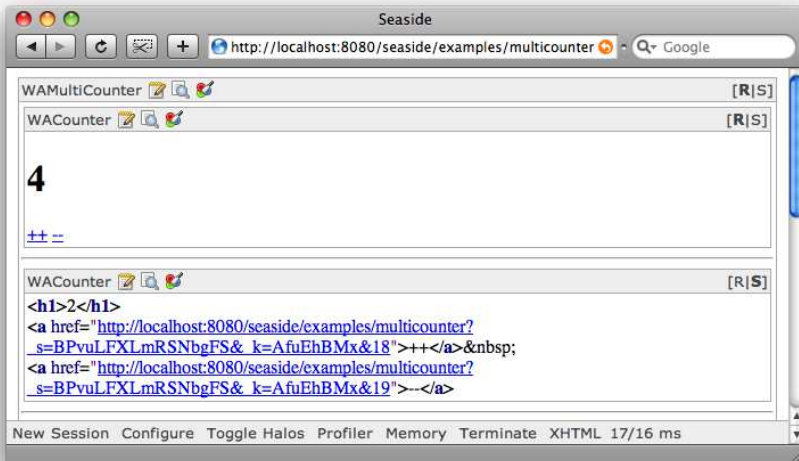 Seaside
http://localhost:8080/seaside/examples/multicounter
Google
WAMultiCounter [R|S]
WACounter [R|S]
4
++ --
WACounter [R|S]
<h1>2</h1>
<a href="http://localhost:8080/seaside/examples/multicounter?
_s=BPvuLFXLmRSNbgFS&_k=AfuEhBMx&18">++</a>&nbsp;
<a href="http://localhost:8080/seaside/examples/multicounter?
_s=BPvuLFXLmRSNbgFS&_k=AfuEhBMx&19">--</a>
New Session Configure Toggle Halos Profiler Memory Terminate XHTML 17/16 ms